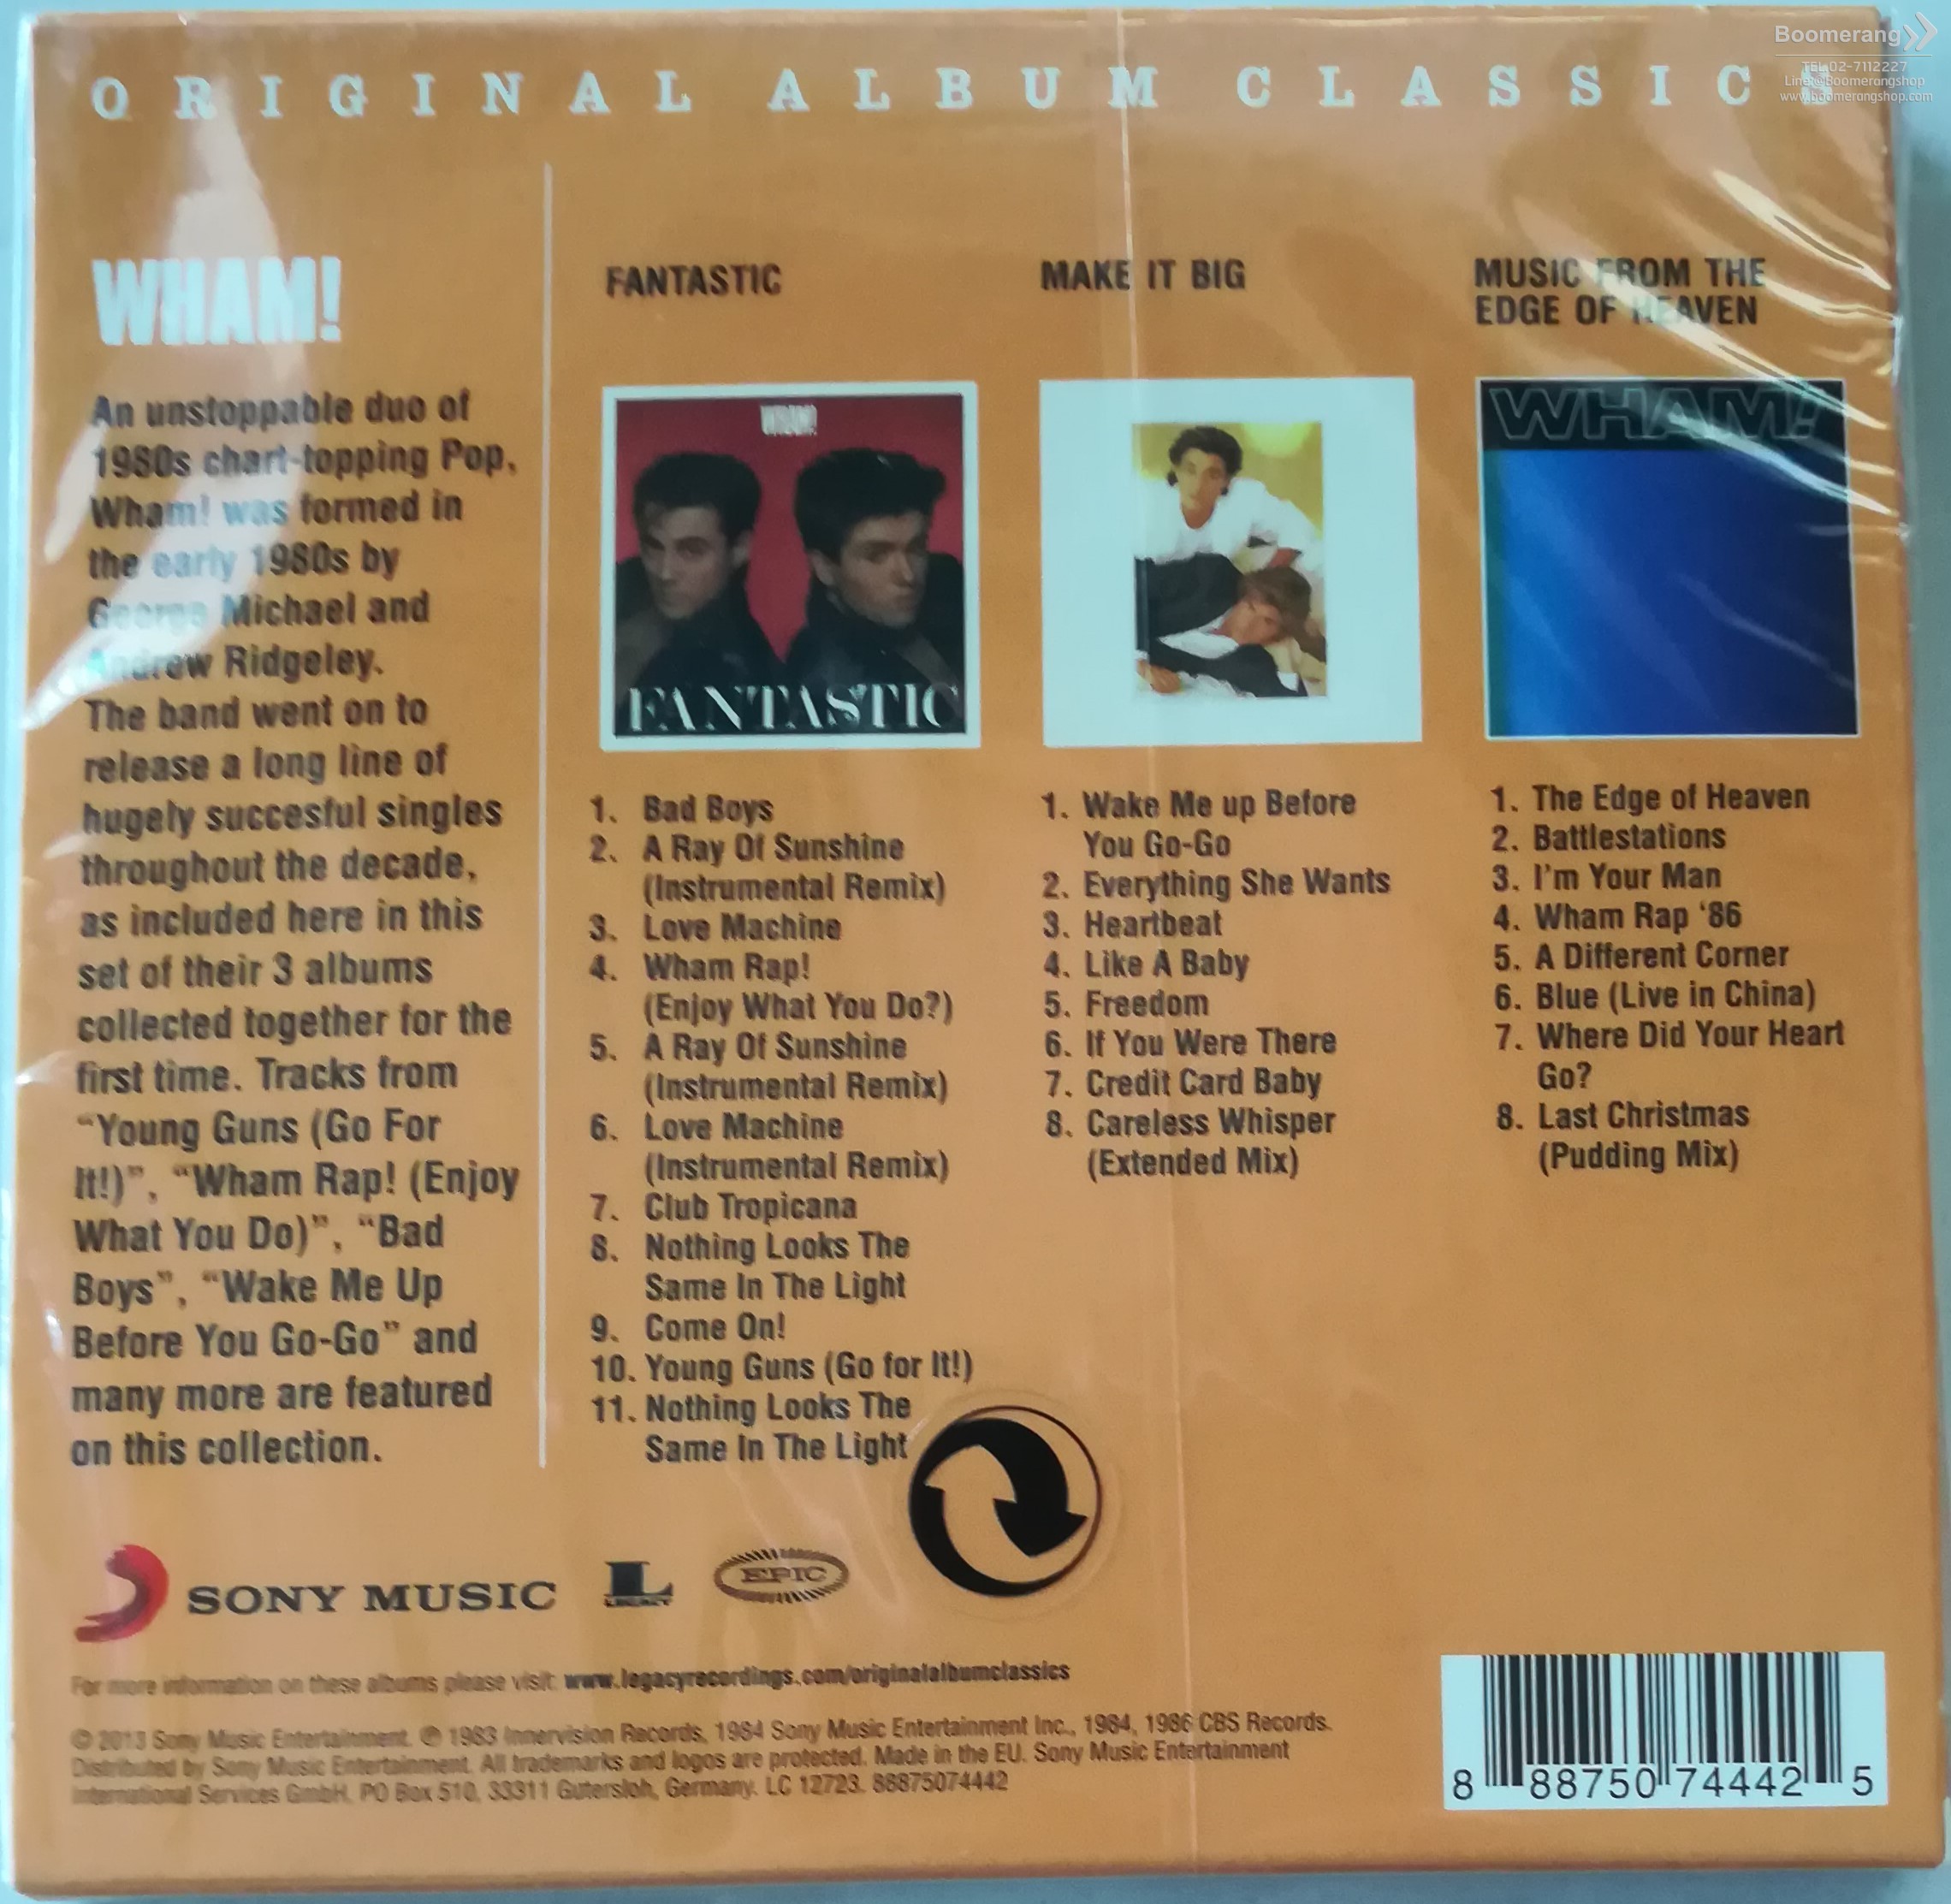 Boomerang
TEL:02-7112227
Line@Boomerangshop
www.boomerangshop.com
ORIGINAL ALBUM CLASSICS
WHAM!
An unstoppable duo of
1980s chart-topping Pop,
Wham! was formed in
the early 1980s by
George Michael and
Andrew Ridgeley.
The band went on to
release a long line of
hugely succesful singles
throughout the decade,
as included here in this
set of their 3 albums
collected together for the
first time. Tracks from
“Young Guns (Go For
It!)”, “Wham Rap! (Enjoy
What You Do)”, “Bad
Boys”, “Wake Me Up
Before You Go-Go” and
many more are featured
on this collection.
FANTASTIC
WHAM!
FANTASTIC
1. Bad Boys
2. A Ray Of Sunshine
(Instrumental Remix)
3. Love Machine
4. Wham Rap!
(Enjoy What You Do?)
5. A Ray Of Sunshine
(Instrumental Remix)
6. Love Machine
(Instrumental Remix)
7. Club Tropicana
8. Nothing Looks The
Same In The Light
9. Come On!
10. Young Guns (Go for It!)
11. Nothing Looks The
Same In The Light
MAKE IT BIG
1. Wake Me up Before
You Go-Go
2. Everything She Wants
3. Heartbeat
4. Like A Baby
5. Freedom
6. If You Were There
7. Credit Card Baby
8. Careless Whisper
(Extended Mix)
MUSIC FROM THE
EDGE OF HEAVEN
WHAM!
1. The Edge of Heaven
2. Battlestations
3. I'm Your Man
4. Wham Rap ‘86
5. A Different Corner
6. Blue (Live in China)
7. Where Did Your Heart
Go?
8. Last Christmas
(Pudding Mix)
SONY MUSIC
L
LEGACY
EPIC
For more information on these albums please visit: www.legacyrecordings.com/originalalbumclassics
© 2013 Sony Music Entertainment. ℗ 1983 Innervision Records, 1984 Sony Music Entertainment Inc., 1984, 1986 CBS Records.
Distributed by Sony Music Entertainment. All trademarks and logos are protected. Made in the EU. Sony Music Entertainment
International Services GmbH, PO Box 510, 33311 Gutersloh, Germany. LC 12723. 88875074442
8 88750 74442 5